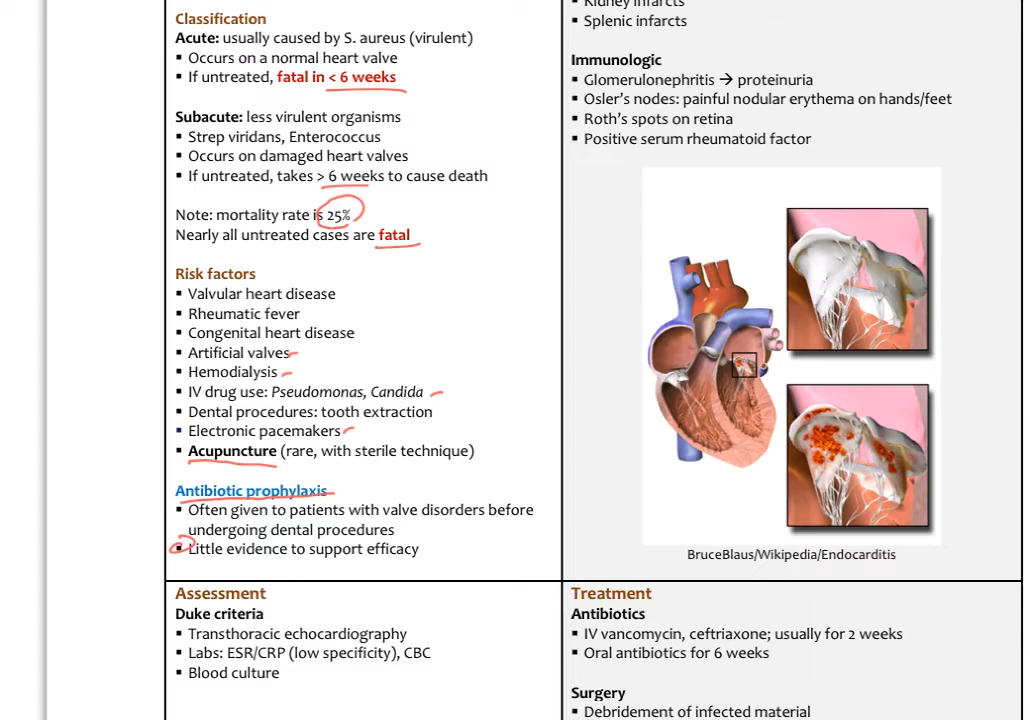 Classification
Acute: usually caused by S. aureus (virulent)
▪ Occurs on a normal heart valve
▪ If untreated, fatal in < 6 weeks
Subacute: less virulent organisms
▪ Strep viridans, Enterococcus
▪ Occurs on damaged heart valves
▪ If untreated, takes > 6 weeks to cause death
Note: mortality rate is 25%
Nearly all untreated cases are fatal
Risk factors
▪ Valvular heart disease
▪ Rheumatic fever
▪ Congenital heart disease
▪ Artificial valves
▪ Hemodialysis
▪ IV drug use: Pseudomonas, Candida
▪ Dental procedures: tooth extraction
▪ Electronic pacemakers
▪ Acupuncture (rare, with sterile technique)
Antibiotic prophylaxis
▪ Often given to patients with valve disorders before
undergoing dental procedures
▪ Little evidence to support efficacy
▪ Kidney infarcts
▪ Splenic infarcts
Immunologic
▪ Glomerulonephritis → proteinuria
▪ Osler's nodes: painful nodular erythema on hands/feet
▪ Roth's spots on retina
▪ Positive serum rheumatoid factor
BruceBlaus/Wikipedia/Endocarditis
Assessment
Duke criteria
▪ Transthoracic echocardiography
▪ Labs: ESR/CRP (low specificity), CBC
▪ Blood culture
Treatment
Antibiotics
▪ IV vancomycin, ceftriaxone; usually for 2 weeks
▪ Oral antibiotics for 6 weeks
Surgery
▪ Debridement of infected material